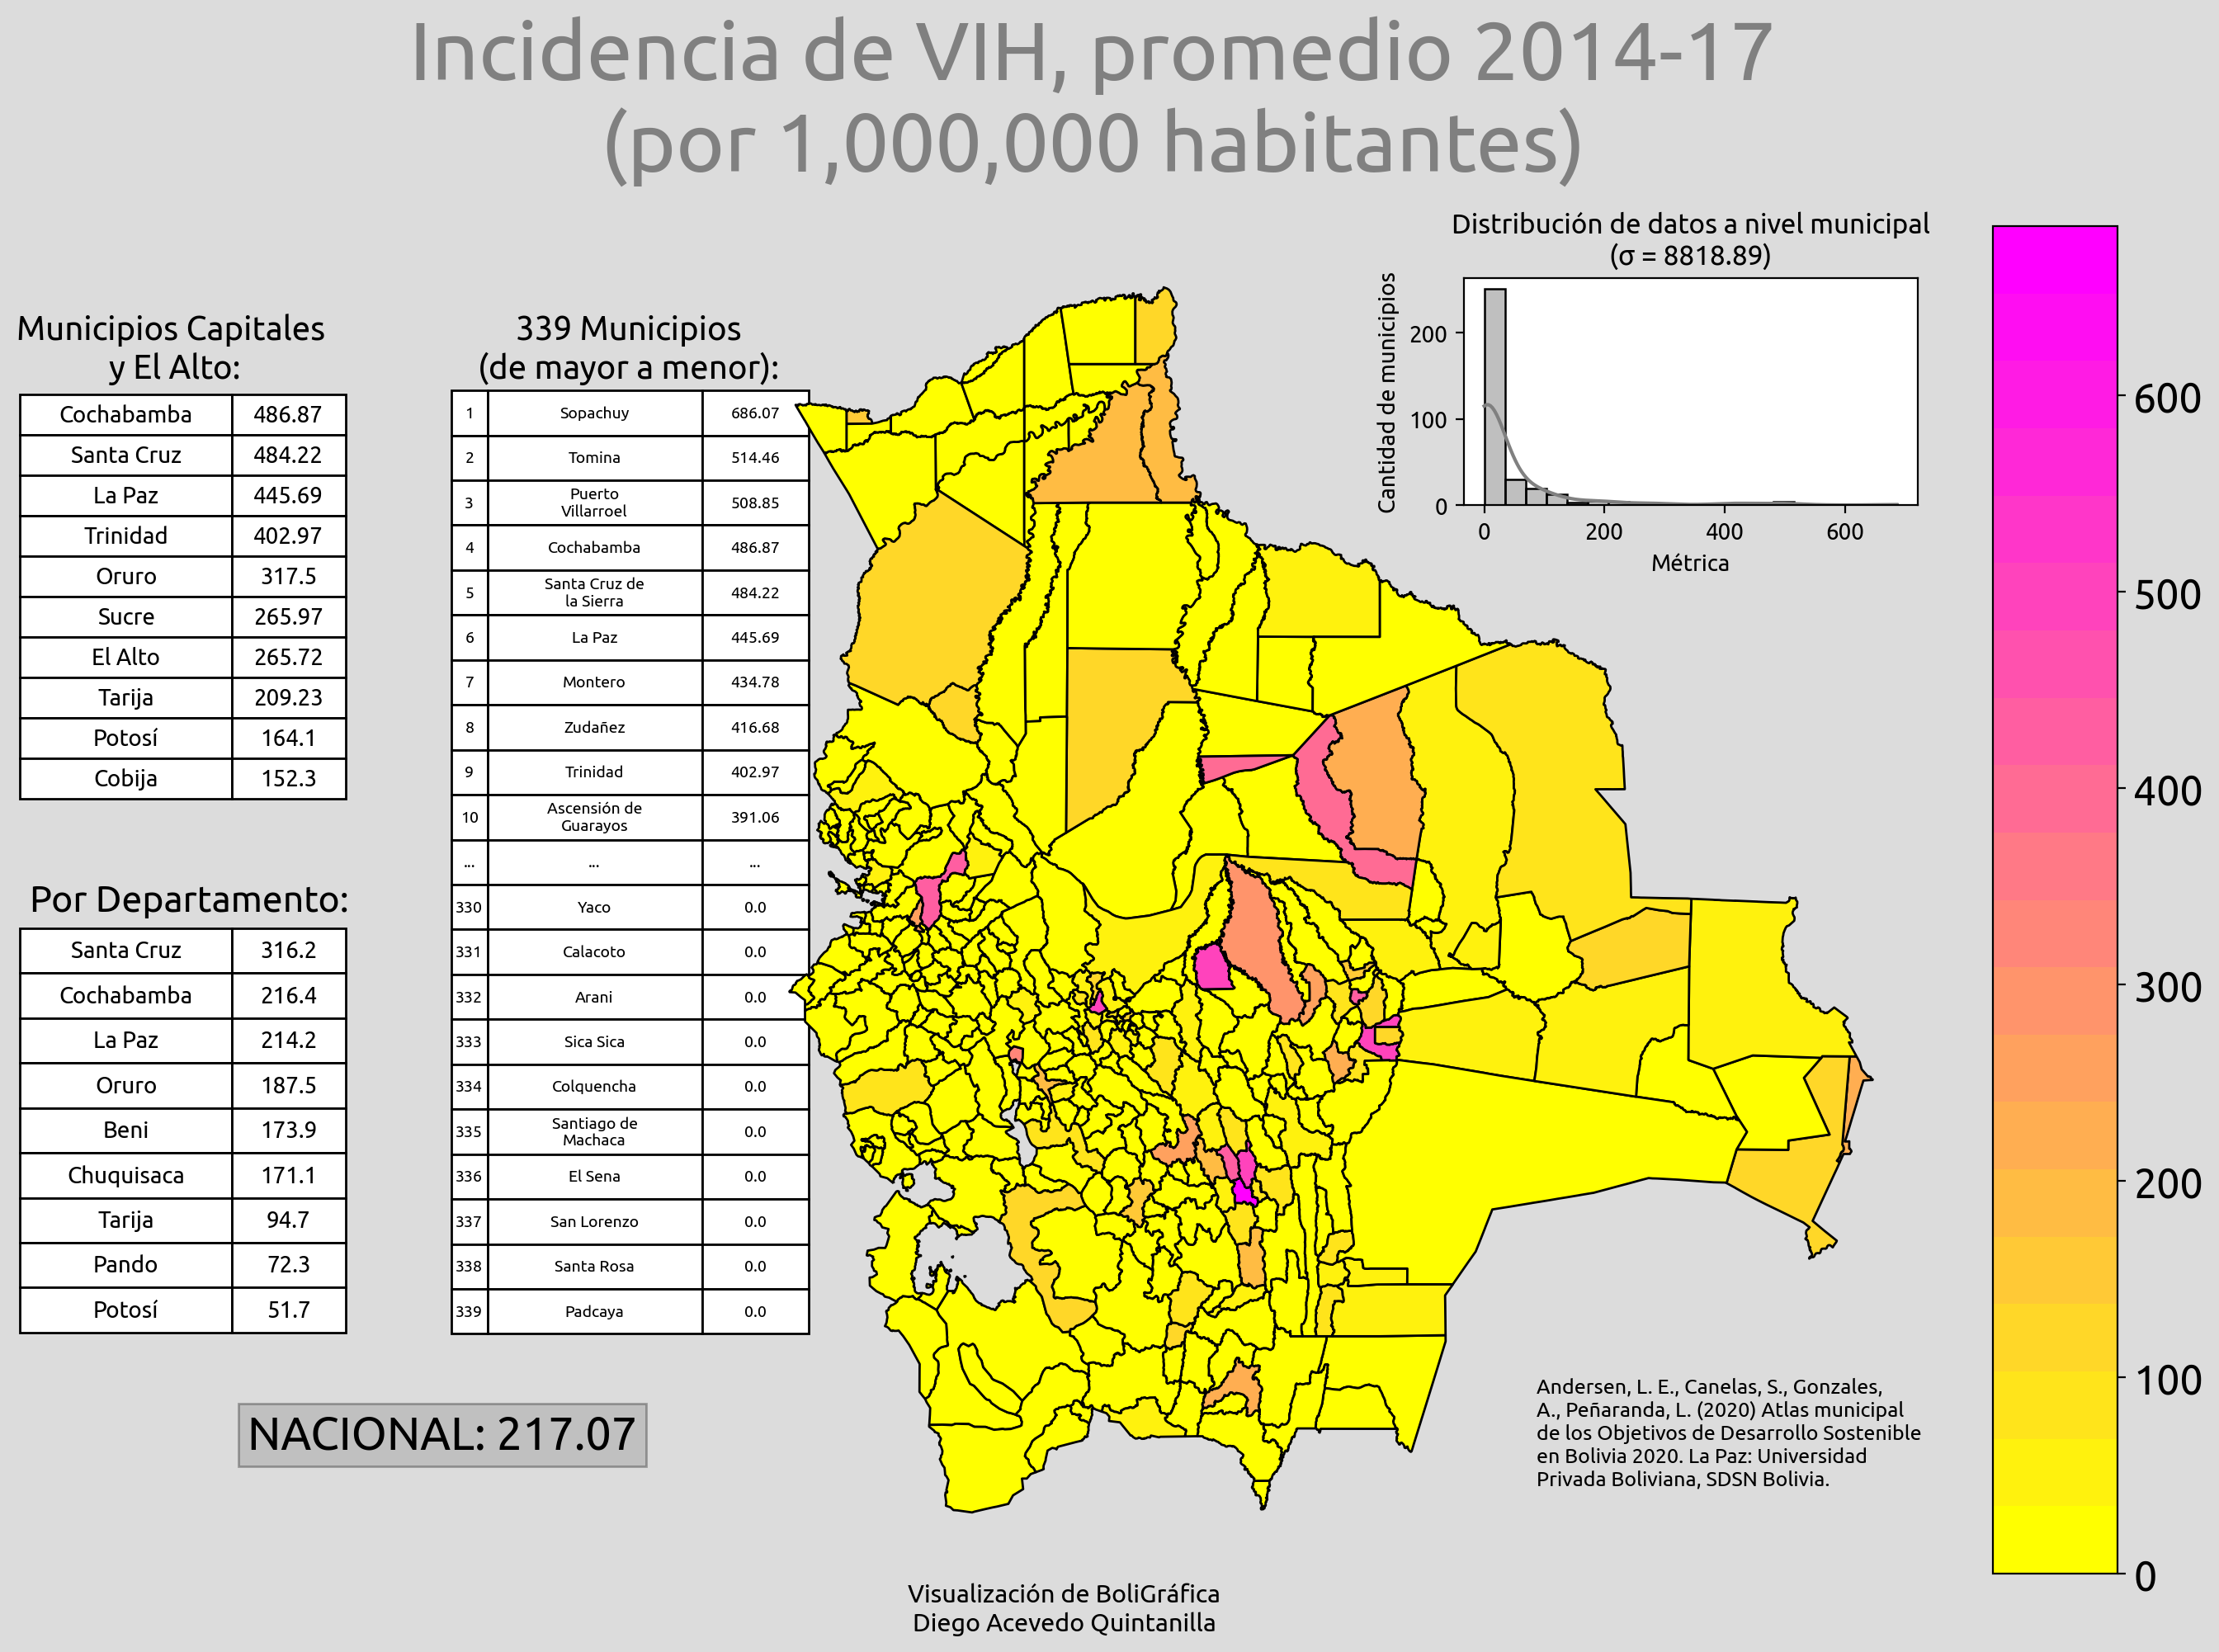 Incidencia de VIH, promedio 2014-17
(por 1,000,000 habitantes)
Municipios Capitales
y El Alto:
Cochabamba 486.87
Santa Cruz 484.22
La Paz 445.69
Trinidad 402.97
Oruro 317.5
Sucre 265.97
El Alto 265.72
Tarija 209.23
Potosí 164.1
Cobija 152.3
Por Departamento:
Santa Cruz 316.2
Cochabamba 216.4
La Paz 214.2
Oruro 187.5
Beni 173.9
Chuquisaca 171.1
Tarija 94.7
Pando 72.3
Potosí 51.7
NACIONAL: 217.07
339 Municipios
(de mayor a menor):
1 Sopachuy 686.07
2 Tomina 514.46
3 Puerto
Villarroel 508.85
4 Cochabamba 486.87
5 Santa Cruz de
la Sierra 484.22
6 La Paz 445.69
7 Montero 434.78
8 Zudañez 416.68
9 Trinidad 402.97
10 Ascensión de
Guarayos 391.06
... ... ...
330 Yaco 0.0
331 Calacoto 0.0
332 Arani 0.0
333 Sica Sica 0.0
334 Colquencha 0.0
335 Santiago de
Machaca 0.0
336 El Sena 0.0
337 San Lorenzo 0.0
338 Santa Rosa 0.0
339 Padcaya 0.0
Distribución de datos a nivel municipal
(σ = 8818.89)
Cantidad de municipios
200
100
0
0 200 400 600
Métrica
600
500
400
300
200
100
0
Andersen, L. E., Canelas, S., Gonzales,
A., Peñaranda, L. (2020) Atlas municipal
de los Objetivos de Desarrollo Sostenible
en Bolivia 2020. La Paz: Universidad
Privada Boliviana, SDSN Bolivia.
Visualización de BoliGráfica
Diego Acevedo Quintanilla